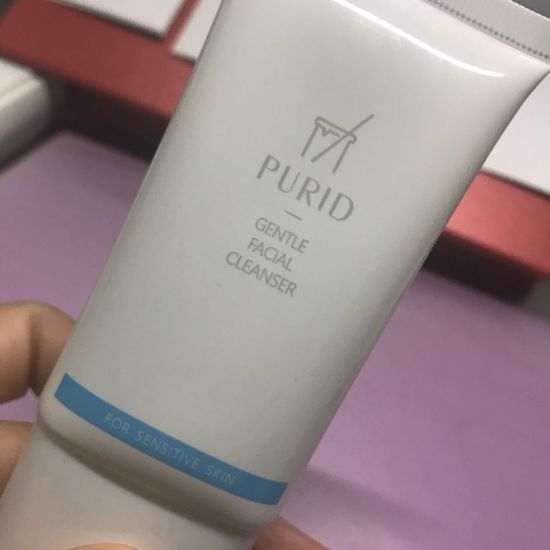 PURID
GENTLE
FACIAL
CLEANSER
FOR SENSITIVE SKIN